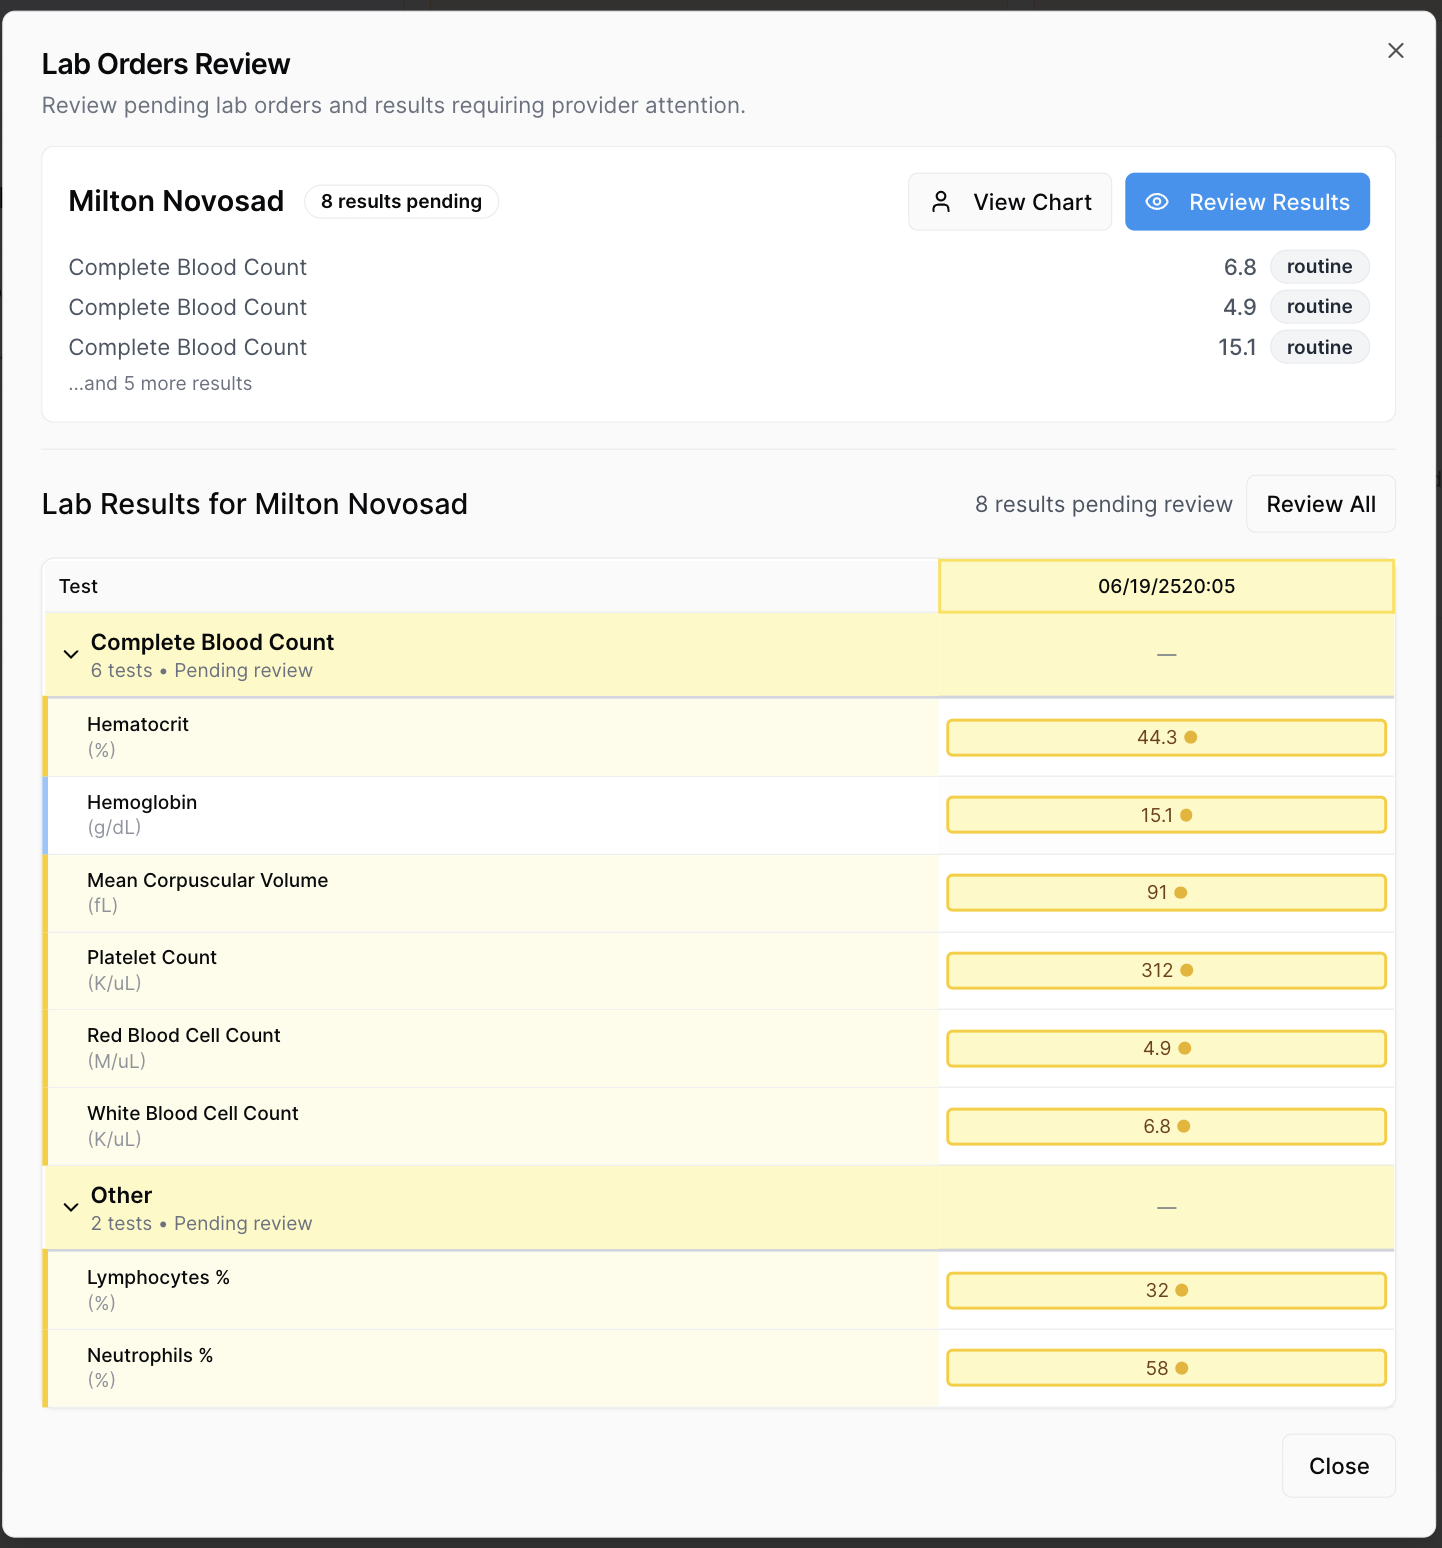 Lab Orders Review
Review pending lab orders and results requiring provider attention.
Milton Novosad
8 results pending
View Chart
Review Results
Complete Blood Count 6.8 routine
Complete Blood Count 4.9 routine
Complete Blood Count 15.1 routine
...and 5 more results
Lab Results for Milton Novosad
8 results pending review
Review All
Test 06/19/2520:05
Complete Blood Count
6 tests • Pending review
—
Hematocrit
(%)
44.3
Hemoglobin
(g/dL)
15.1
Mean Corpuscular Volume
(fL)
91
Platelet Count
(K/uL)
312
Red Blood Cell Count
(M/uL)
4.9
White Blood Cell Count
(K/uL)
6.8
Other
2 tests • Pending review
—
Lymphocytes %
(%)
32
Neutrophils %
(%)
58
Close